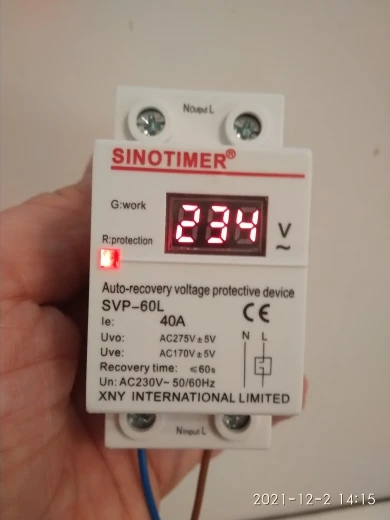 N Output L
SINOTIMER®
G:work
234 V~
R:protection
Auto-recovery voltage protective device
SVP-60L
CE
Ie: 40A
Uvo: AC275V±5V
N L
Uve: AC170V±5V
Recovery time: ≤60s
Un: AC230V~ 50/60Hz
XNY INTERNATIONAL LIMITED
N Input L
2021-12-2 14:15